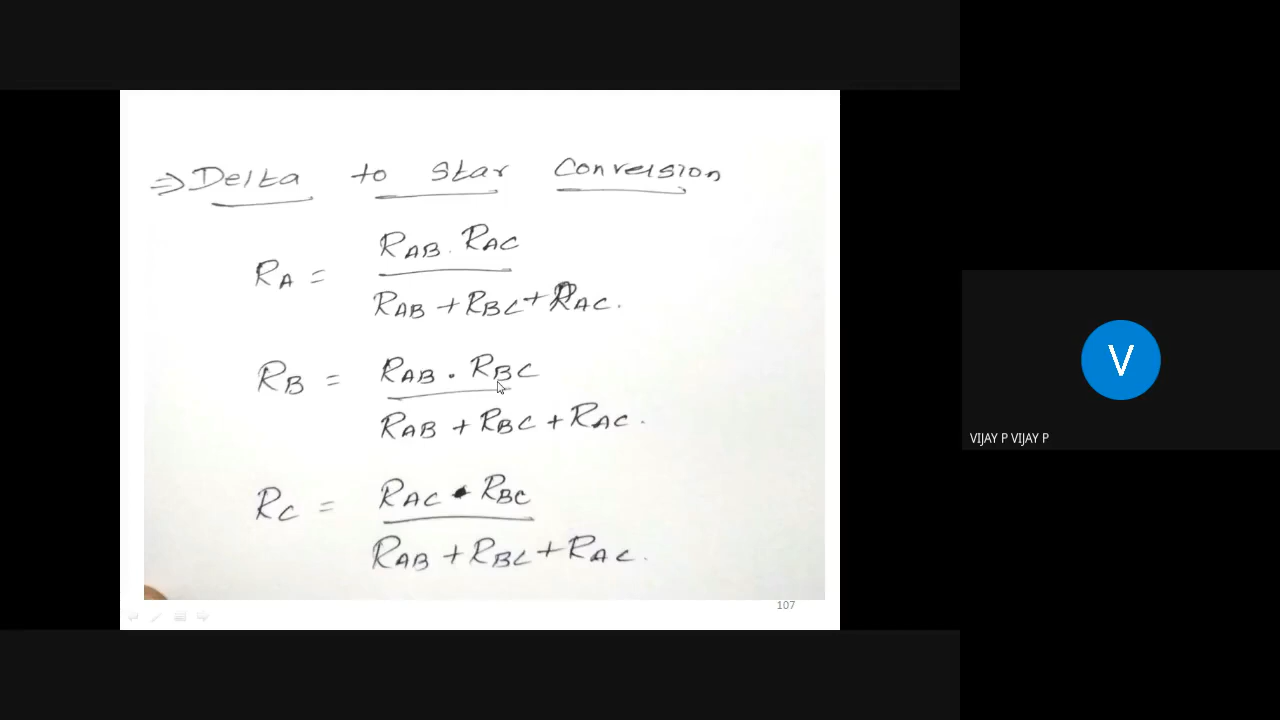 ⇒ Delta to Star Conversion
RA = RAB . RAC
RAB + RBC + RAC.
RB = RAB . RBC
RAB + RBC + RAC.
RC = RAC . RBC
RAB + RBC + RAC.
107
V
VIJAY P VIJAY P